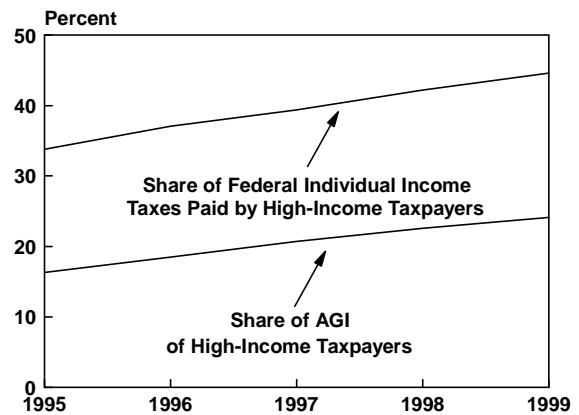 Percent
50
40
30
20
10
0
Share of Federal Individual Income
Taxes Paid by High-Income Taxpayers
Share of AGI
of High-Income Taxpayers
1995 1996 1997 1998 1999